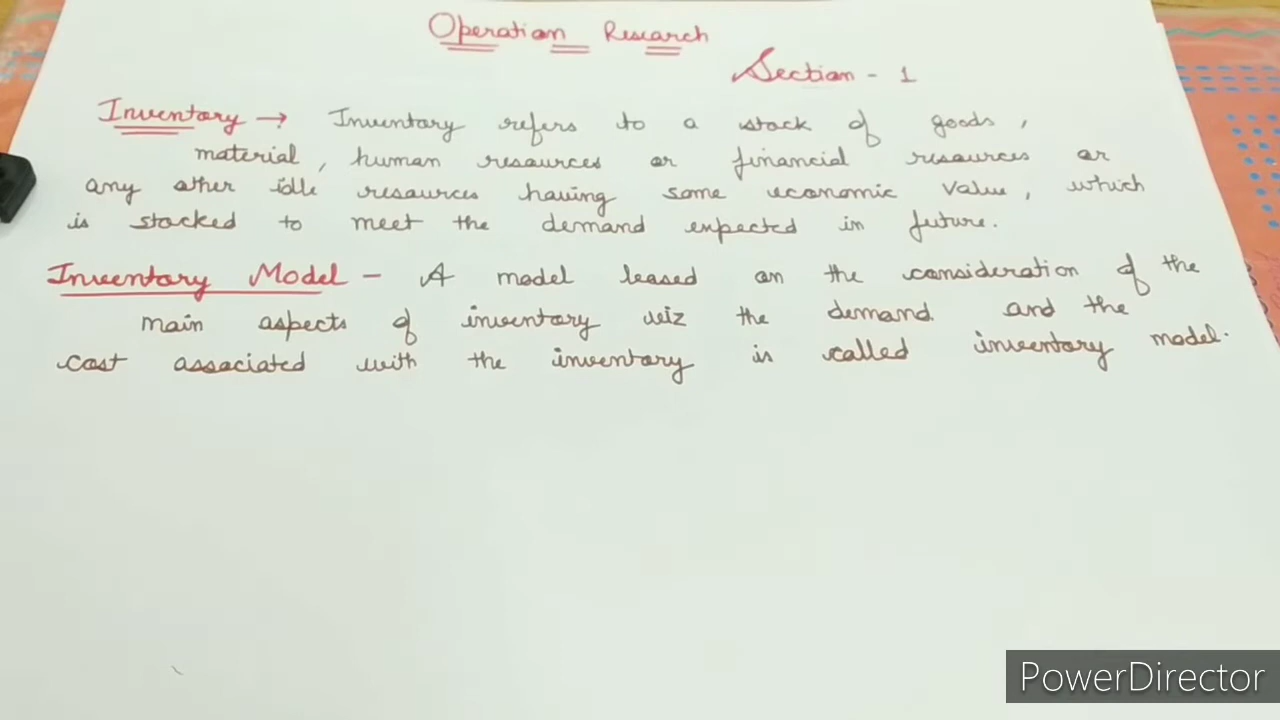 Operation Research
Section - 1
Inventory → Inventory refers to a stock of goods,
material, human resources or financial resources or
any other idle resources having some economic value, which
is stocked to meet the demand expected in future.
Inventory Model - A model based on the consideration of the
main aspects of inventory viz the demand and the
cost associated with the inventory is called inventory model.
PowerDirector